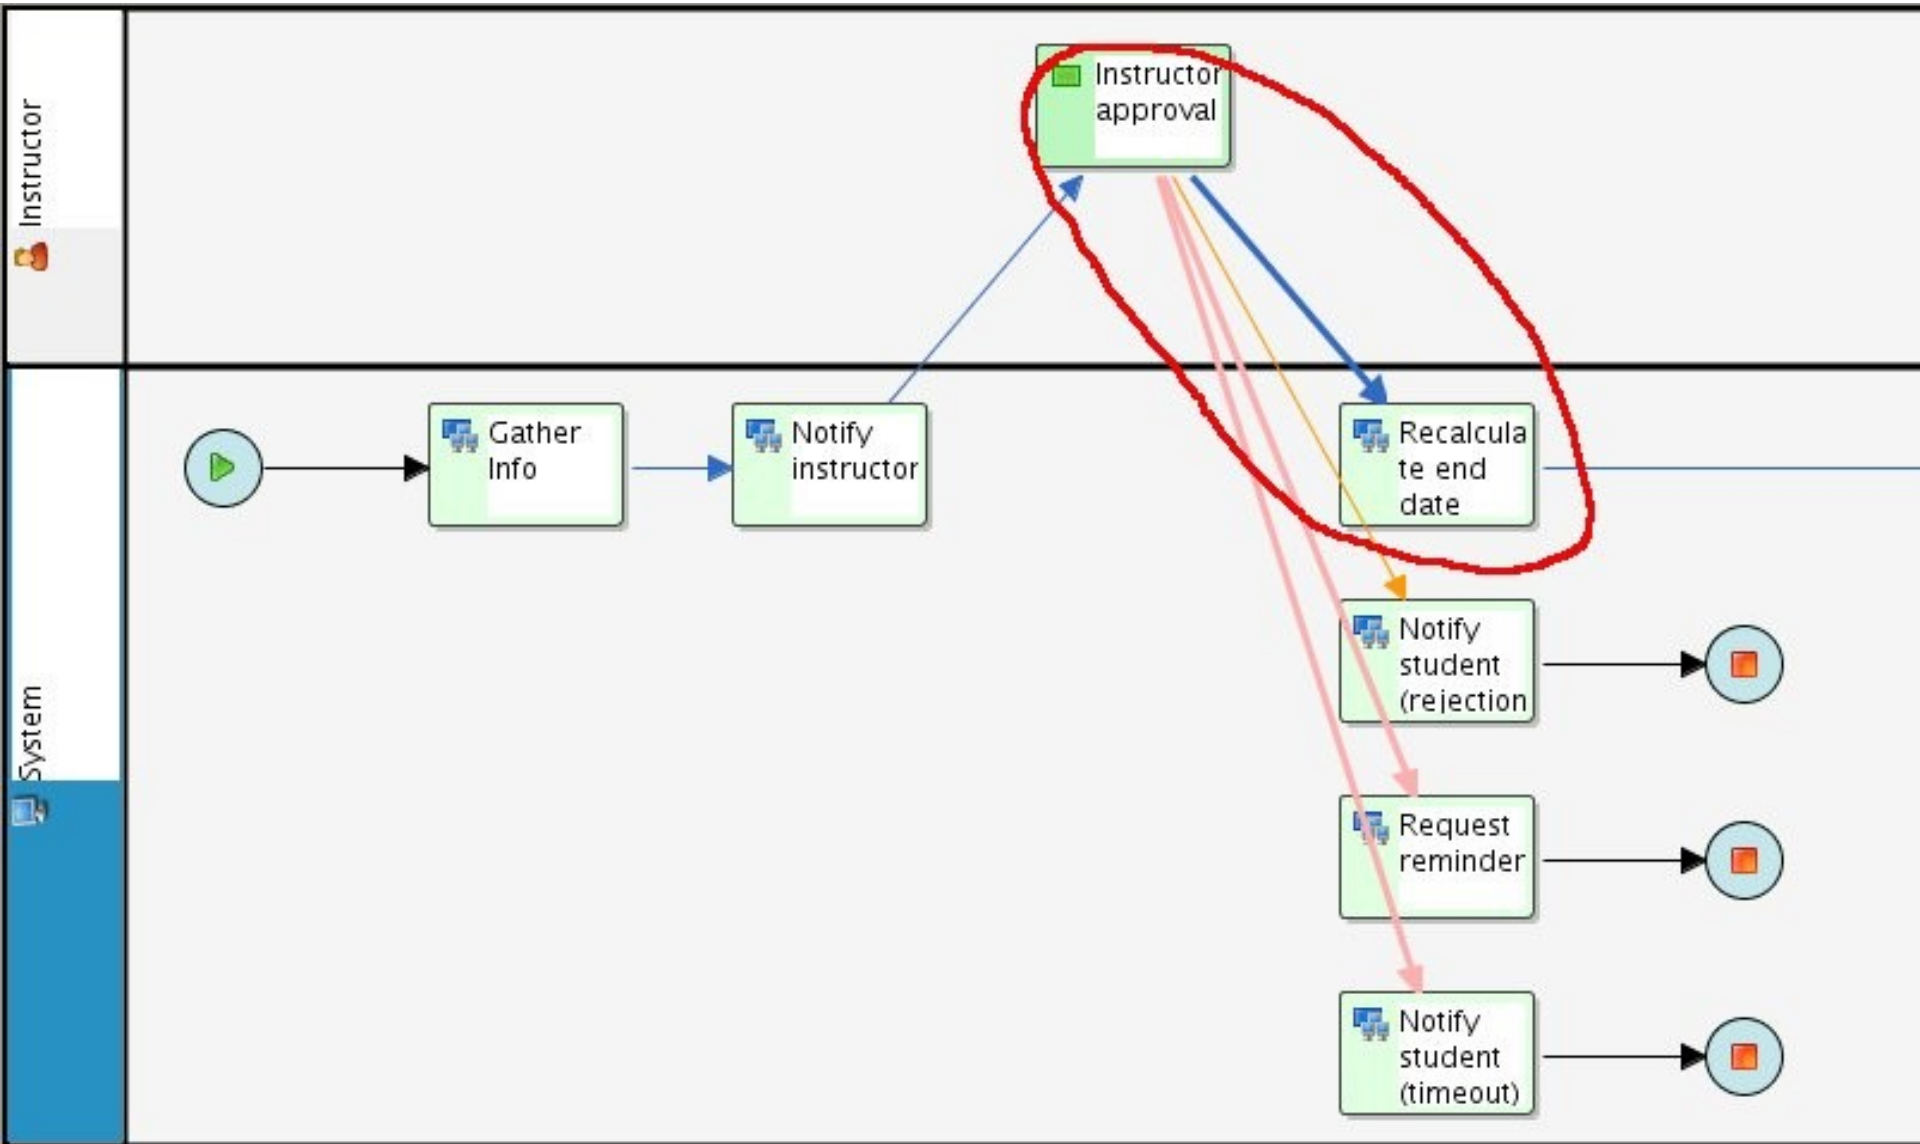 Instructor
Instructor
approval
System
Gather
Info
Notify
instructor
Recalcula
te end
date
Notify
student
(rejection
Request
reminder
Notify
student
(timeout)